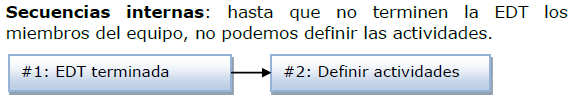 Secuencias internas: hasta que no terminen la EDT los
miembros del equipo, no podemos definir las actividades.
#1: EDT terminada
#2: Definir actividades